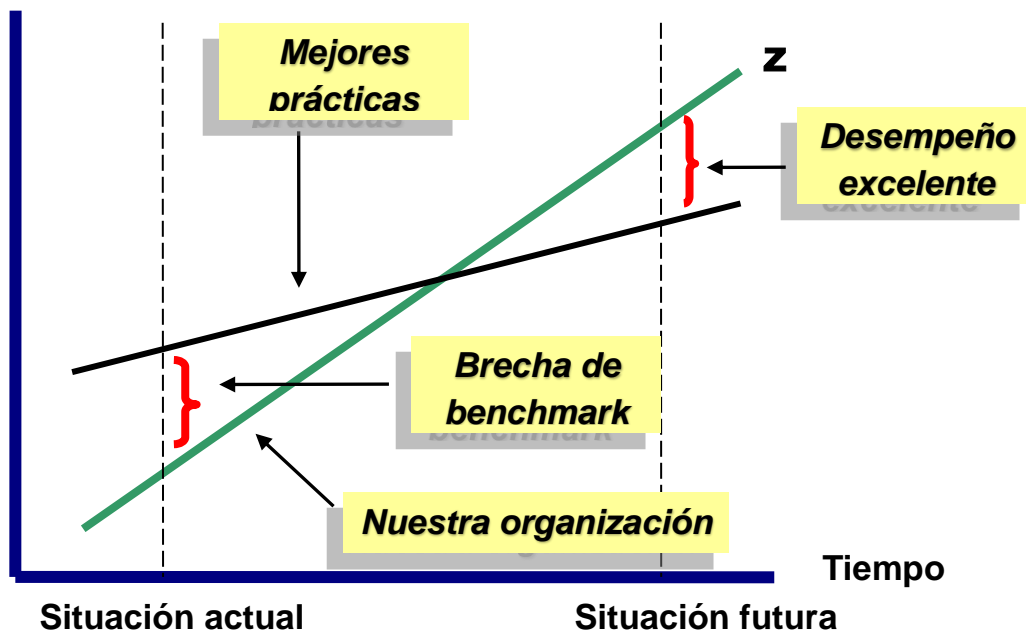 Mejores
prácticas
z
Desempeño
excelente
Brecha de
benchmark
Nuestra organización
Tiempo
Situación actual
Situación futura